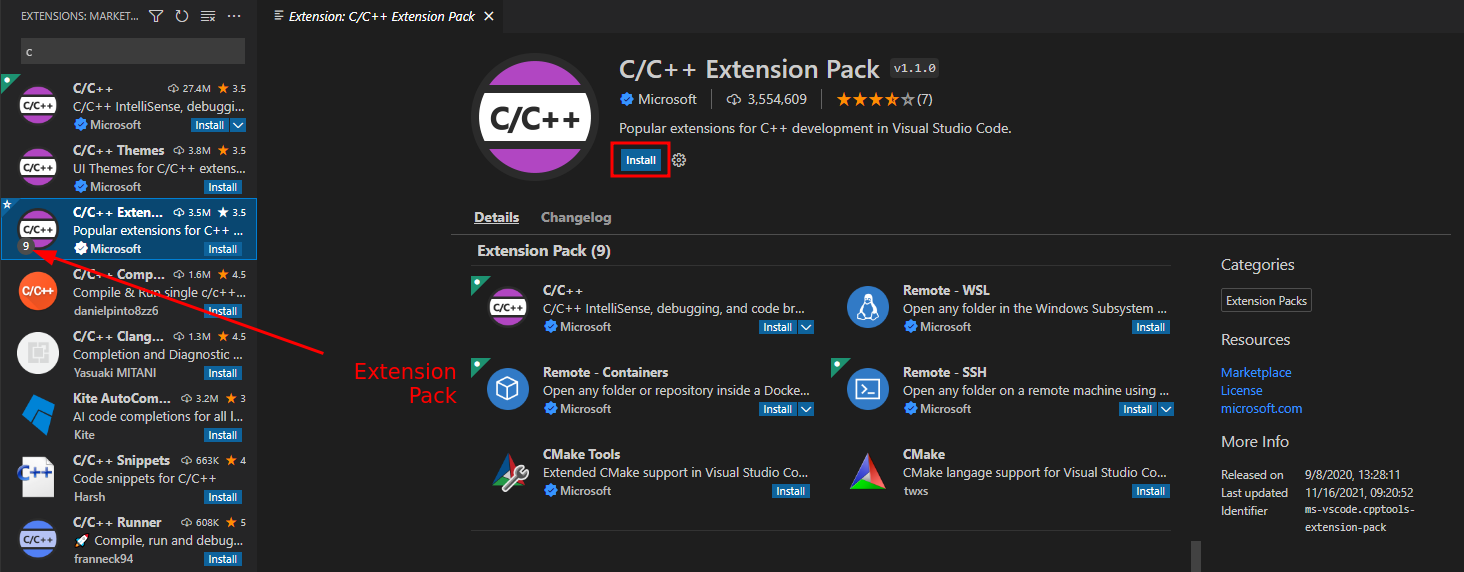 EXTENSIONS: MARKET...
c
C/C++ 27.4M 3.5
C/C++ IntelliSense, debuggi...
Microsoft Install
C/C++ Themes 3.8M 3.5
UI Themes for C/C++ extens...
Microsoft Install
C/C++ Exten... 3.5M 3.5
Popular extensions for C++ ...
9 Microsoft Install
C/C++ Comp... 1.6M 4.5
Compile & Run single c/c++...
danielpinto8zz6 Install
C/C++ Clang... 1.3M 4.5
Completion and Diagnostic ...
Yasuaki MITANI Install
Kite AutoCom... 3.2M 3
AI code completions for all l...
Kite Install
C/C++ Snippets 663K 4
Code snippets for C/C++
Harsh Install
C/C++ Runner 608K 5
🚀 Compile, run and debug...
franneck94 Install
C/C++
C/C++
C/C++
C/C++
C++
C/C++
Extension: C/C++ Extension Pack
C/C++
C/C++ Extension Pack v1.1.0
Microsoft 3,554,609 (7)
Popular extensions for C++ development in Visual Studio Code.
Install
Details Changelog
Extension Pack (9)
C/C++
C/C++
C/C++ IntelliSense, debugging, and code br...
Microsoft Install
Remote - WSL
Open any folder in the Windows Subsystem ...
Microsoft Install
Remote - Containers
Open any folder or repository inside a Docke...
Microsoft Install
Remote - SSH
Open any folder on a remote machine using ...
Microsoft Install
CMake Tools
Extended CMake support in Visual Studio Co...
Microsoft Install
CMake
CMake langage support for Visual Studio Co...
twxs Install
Extension
Pack
Categories
Extension Packs
Resources
Marketplace
License
microsoft.com
More Info
Released on 9/8/2020, 13:28:11
Last updated 11/16/2021, 09:20:52
Identifier ms-vscode.cpptools-
extension-pack